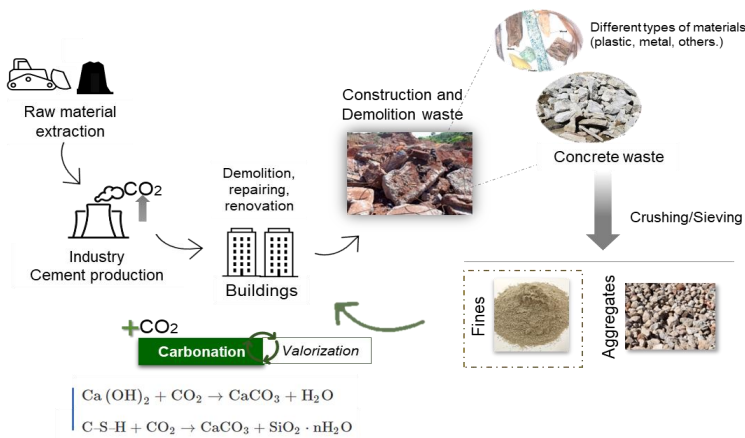 Different types of materials
(plastic, metal, others.)
Construction and
Demolition waste
Raw material
extraction
Concrete waste
Demolition,
repairing,
renovation
CO2
Crushing/Sieving
Industry
Cement production
Buildings
Fines
Aggregates
+CO2
Carbonation
Valorization
Ca (OH)₂ + CO₂ → CaCO₃ + H₂O
C–S–H + CO₂ → CaCO₃ + SiO₂ · nH₂O